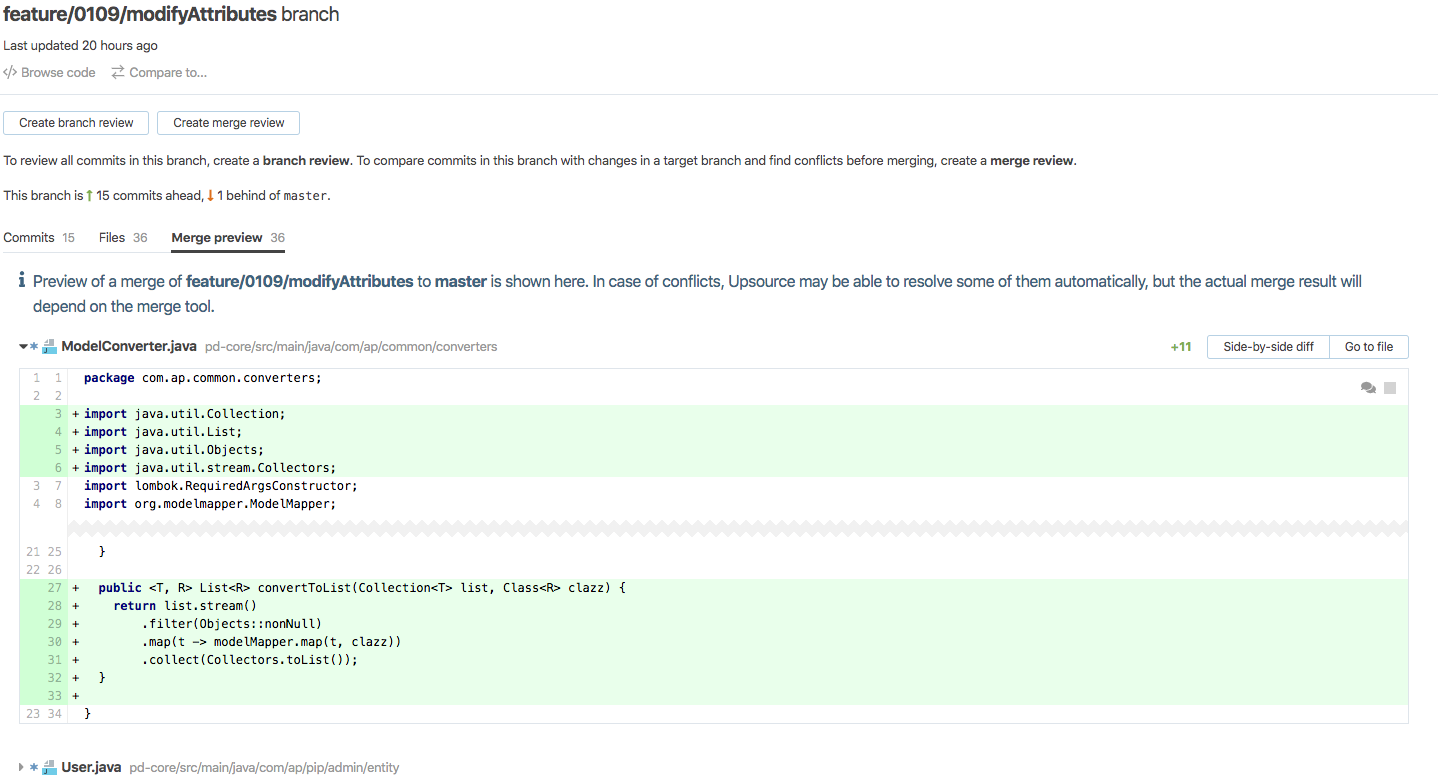 feature/0109/modifyAttributes branch
Last updated 20 hours ago
</> Browse code Compare to...
Create branch review Create merge review
To review all commits in this branch, create a branch review. To compare commits in this branch with changes in a target branch and find conflicts before merging, create a merge review.
This branch is ↑ 15 commits ahead, ↓ 1 behind of master.
Commits 15 Files 36 Merge preview 36
Preview of a merge of feature/0109/modifyAttributes to master is shown here. In case of conflicts, Upsource may be able to resolve some of them automatically, but the actual merge result will
depend on the merge tool.
* ModelConverter.java pd-core/src/main/java/com/ap/common/converters +11 Side-by-side diff Go to file
1 1 package com.ap.common.converters;
2 2
3 + import java.util.Collection;
4 + import java.util.List;
5 + import java.util.Objects;
6 + import java.util.stream.Collectors;
3 7 import lombok.RequiredArgsConstructor;
4 8 import org.modelmapper.ModelMapper;
21 25 }
22 26
27 + public <T, R> List<R> convertToList(Collection<T> list, Class<R> clazz) {
28 + return list.stream()
29 + .filter(Objects::nonNull)
30 + .map(t -> modelMapper.map(t, clazz))
31 + .collect(Collectors.toList());
32 + }
33 +
23 34 }
* User.java pd-core/src/main/java/com/ap/pip/admin/entity